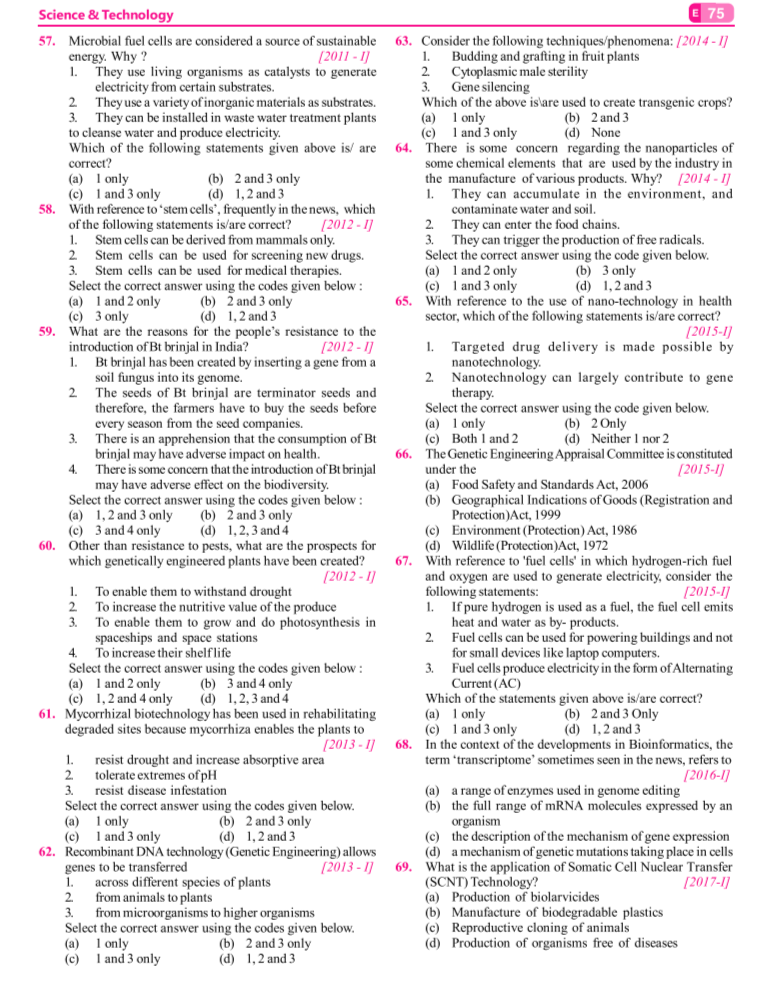 Science & Technology
E 75
57. Microbial fuel cells are considered a source of sustainable
energy. Why ? [2011 - I]
1. They use living organisms as catalysts to generate
electricity from certain substrates.
2. They use a variety of inorganic materials as substrates.
3. They can be installed in waste water treatment plants
to cleanse water and produce electricity.
Which of the following statements given above is/ are
correct?
(a) 1 only (b) 2 and 3 only
(c) 1 and 3 only (d) 1, 2 and 3
58. With reference to ‘stem cells’, frequently in the news, which
of the following statements is/are correct? [2012 - I]
1. Stem cells can be derived from mammals only.
2. Stem cells can be used for screening new drugs.
3. Stem cells can be used for medical therapies.
Select the correct answer using the codes given below :
(a) 1 and 2 only (b) 2 and 3 only
(c) 3 only (d) 1, 2 and 3
59. What are the reasons for the people’s resistance to the
introduction of Bt brinjal in India? [2012 - I]
1. Bt brinjal has been created by inserting a gene from a
soil fungus into its genome.
2. The seeds of Bt brinjal are terminator seeds and
therefore, the farmers have to buy the seeds before
every season from the seed companies.
3. There is an apprehension that the consumption of Bt
brinjal may have adverse impact on health.
4. There is some concern that the introduction of Bt brinjal
may have adverse effect on the biodiversity.
Select the correct answer using the codes given below :
(a) 1, 2 and 3 only (b) 2 and 3 only
(c) 3 and 4 only (d) 1, 2, 3 and 4
60. Other than resistance to pests, what are the prospects for
which genetically engineered plants have been created?
[2012 - I]
1. To enable them to withstand drought
2. To increase the nutritive value of the produce
3. To enable them to grow and do photosynthesis in
spaceships and space stations
4. To increase their shelf life
Select the correct answer using the codes given below :
(a) 1 and 2 only (b) 3 and 4 only
(c) 1, 2 and 4 only (d) 1, 2, 3 and 4
61. Mycorrhizal biotechnology has been used in rehabilitating
degraded sites because mycorrhiza enables the plants to
[2013 - I]
1. resist drought and increase absorptive area
2. tolerate extremes of pH
3. resist disease infestation
Select the correct answer using the codes given below.
(a) 1 only (b) 2 and 3 only
(c) 1 and 3 only (d) 1, 2 and 3
62. Recombinant DNA technology (Genetic Engineering) allows
genes to be transferred [2013 - I]
1. across different species of plants
2. from animals to plants
3. from microorganisms to higher organisms
Select the correct answer using the codes given below.
(a) 1 only (b) 2 and 3 only
(c) 1 and 3 only (d) 1, 2 and 3
63. Consider the following techniques/phenomena: [2014 - I]
1. Budding and grafting in fruit plants
2. Cytoplasmic male sterility
3. Gene silencing
Which of the above is\are used to create transgenic crops?
(a) 1 only (b) 2 and 3
(c) 1 and 3 only (d) None
64. There is some concern regarding the nanoparticles of
some chemical elements that are used by the industry in
the manufacture of various products. Why? [2014 - I]
1. They can accumulate in the environment, and
contaminate water and soil.
2. They can enter the food chains.
3. They can trigger the production of free radicals.
Select the correct answer using the code given below.
(a) 1 and 2 only (b) 3 only
(c) 1 and 3 only (d) 1, 2 and 3
65. With reference to the use of nano-technology in health
sector, which of the following statements is/are correct?
[2015-I]
1. Targeted drug delivery is made possible by
nanotechnology.
2. Nanotechnology can largely contribute to gene
therapy.
Select the correct answer using the code given below.
(a) 1 only (b) 2 Only
(c) Both 1 and 2 (d) Neither 1 nor 2
66. The Genetic Engineering Appraisal Committee is constituted
under the [2015-I]
(a) Food Safety and Standards Act, 2006
(b) Geographical Indications of Goods (Registration and
Protection)Act, 1999
(c) Environment (Protection) Act, 1986
(d) Wildlife (Protection)Act, 1972
67. With reference to 'fuel cells' in which hydrogen-rich fuel
and oxygen are used to generate electricity, consider the
following statements: [2015-I]
1. If pure hydrogen is used as a fuel, the fuel cell emits
heat and water as by- products.
2. Fuel cells can be used for powering buildings and not
for small devices like laptop computers.
3. Fuel cells produce electricity in the form of Alternating
Current (AC)
Which of the statements given above is/are correct?
(a) 1 only (b) 2 and 3 Only
(c) 1 and 3 only (d) 1, 2 and 3
68. In the context of the developments in Bioinformatics, the
term ‘transcriptome’ sometimes seen in the news, refers to
[2016-I]
(a) a range of enzymes used in genome editing
(b) the full range of mRNA molecules expressed by an
organism
(c) the description of the mechanism of gene expression
(d) a mechanism of genetic mutations taking place in cells
69. What is the application of Somatic Cell Nuclear Transfer
(SCNT) Technology? [2017-I]
(a) Production of biolarvicides
(b) Manufacture of biodegradable plastics
(c) Reproductive cloning of animals
(d) Production of organisms free of diseases